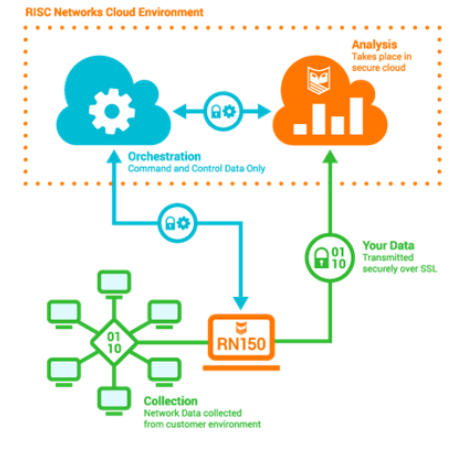 RISC Networks Cloud Environment
Analysis
Takes place in
secure cloud
Orchestration
Command and Control Data Only
01
10
Your Data
Transmitted
securely over SSL
01
10
RN150
Collection
Network Data collected
from customer environment